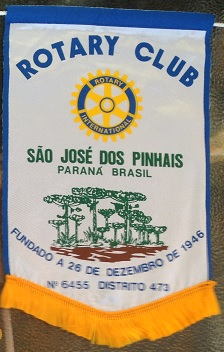 ROTARY CLUB
ROTARY
INTERNATIONAL
SÃO JOSÉ DOS PINHAIS
PARANÁ BRASIL
FUNDADO A 26 DE DEZEMBRO DE 1946
Nº 6455 DISTRITO 473